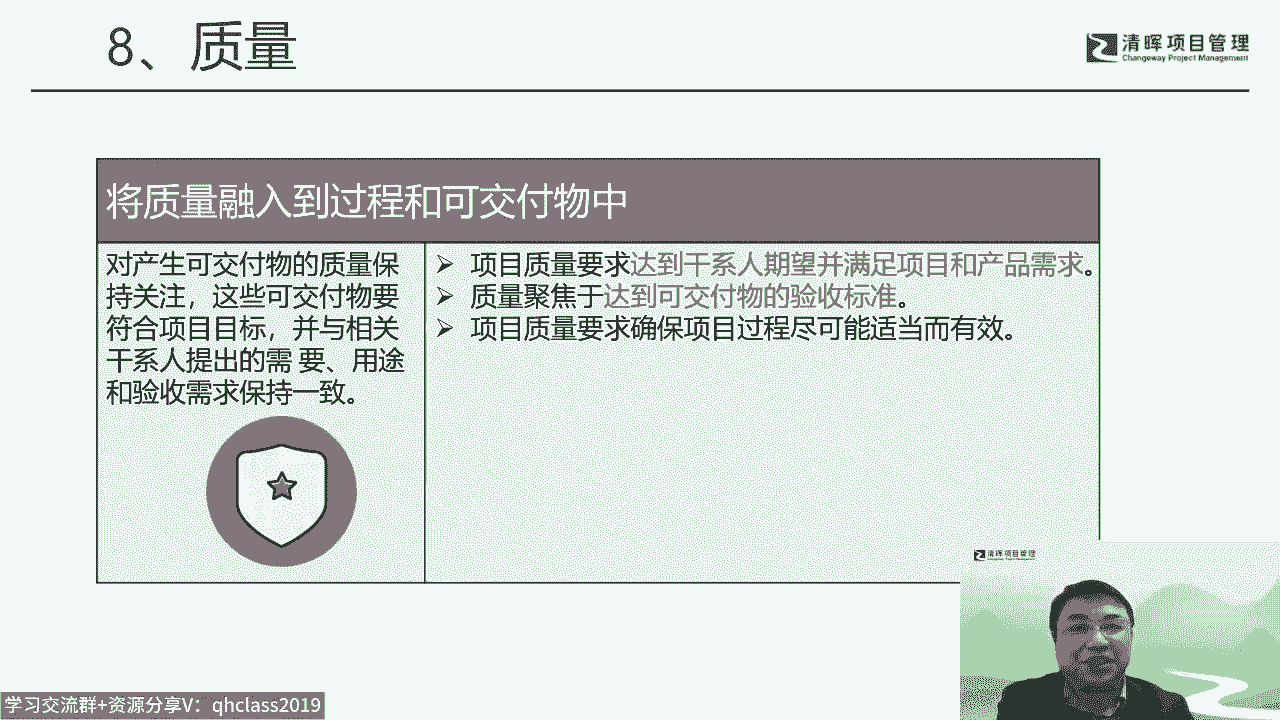 8、质量
清晖项目管理
Changeway Project Management
将质量融入到过程和可交付物中
对产生可交付物的质量保
持关注，这些可交付物要
符合项目目标，并与相关
干系人提出的需 要、用途
和验收需求保持一致。
➢ 项目质量要求达到干系人期望并满足项目和产品需求。
➢ 质量聚焦于达到可交付物的验收标准。
➢ 项目质量要求确保项目过程尽可能适当而有效。
清晖项目管理
Changeway Project Management
学习交流群+资源分享V：qhclass2019